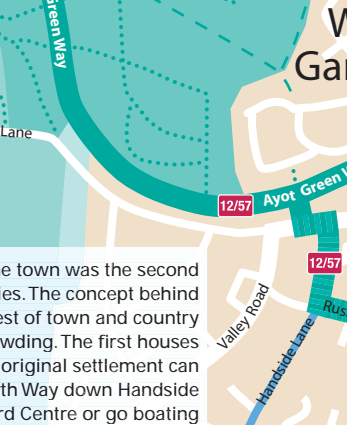 Green Way
W
Gar
Lane
12/57
Ayot Green W
12/57
Rus
Valley Road
Handside Lane
e town was the second
ies. The concept behind
est of town and country
wding. The first houses
original settlement can
th Way down Handside
rd Centre or go boating